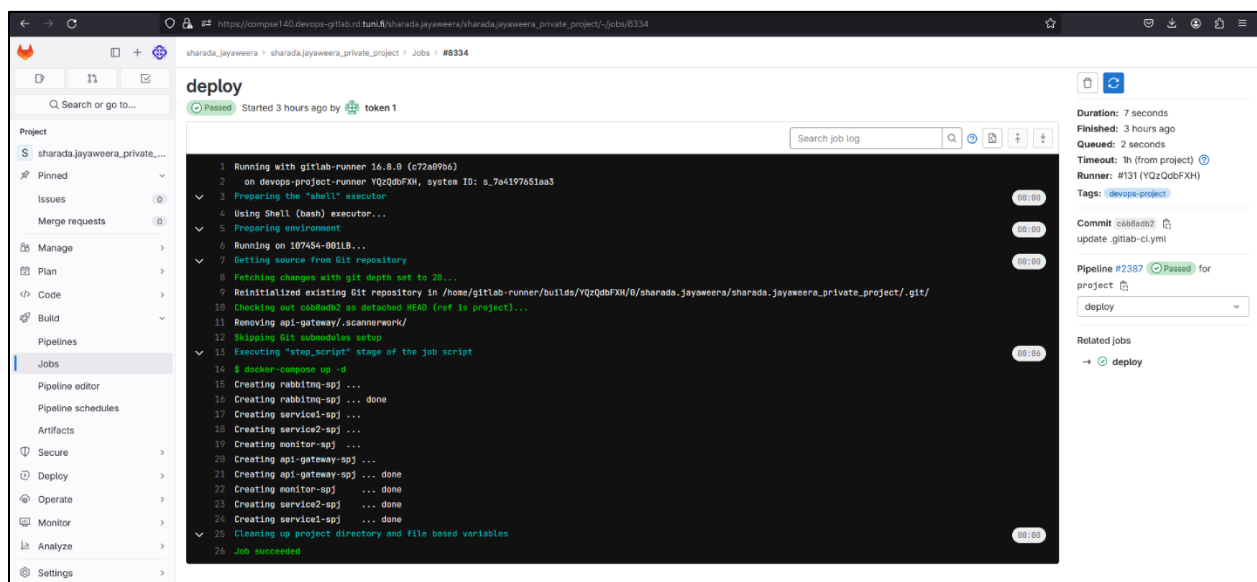 https://compse140.devops-gitlab.rd.tuni.fi/sharada.jayaweera/sharada.jayaweera_private_project/-/jobs/8334
sharada_jayaweera > sharada.jayaweera_private_project > Jobs > #8334
Search or go to...
Project
S sharada.jayaweera_private_...
Pinned
Issues 0
Merge requests 0
Manage
Plan
Code
Build
Pipelines
Jobs
Pipeline editor
Pipeline schedules
Artifacts
Secure
Deploy
Operate
Monitor
Analyze
Settings
deploy
Passed Started 3 hours ago by token 1
Search job log
1 Running with gitlab-runner 16.8.0 (c72a09b6)
2 on devops-project-runner YQzQdbFXH, system ID: s_7a4197651aa3
3 Preparing the "shell" executor 00:00
4 Using Shell (bash) executor...
5 Preparing environment 00:00
6 Running on 107454-001LB...
7 Getting source from Git repository 00:00
8 Fetching changes with git depth set to 20...
9 Reinitialized existing Git repository in /home/gitlab-runner/builds/YQzQdbFXH/0/sharada.jayaweera/sharada.jayaweera_private_project/.git/
10 Checking out c6b8adb2 as detached HEAD (ref is project)...
11 Removing api-gateway/.scannerwork/
12 Skipping Git submodules setup
13 Executing "step_script" stage of the job script 00:06
14 $ docker-compose up -d
15 Creating rabbitmq-spj ...
16 Creating rabbitmq-spj ... done
17 Creating service1-spj ...
18 Creating service2-spj ...
19 Creating monitor-spj ...
20 Creating api-gateway-spj ...
21 Creating api-gateway-spj ... done
22 Creating monitor-spj ... done
23 Creating service2-spj ... done
24 Creating service1-spj ... done
25 Cleaning up project directory and file based variables 00:00
26 Job succeeded
Duration: 7 seconds
Finished: 3 hours ago
Queued: 2 seconds
Timeout: 1h (from project)
Runner: #131 (YQzQdbFXH)
Tags: devops-project
Commit c6b8adb2
update .gitlab-ci.yml
Pipeline #2387 Passed for
project
deploy
Related jobs
→ deploy